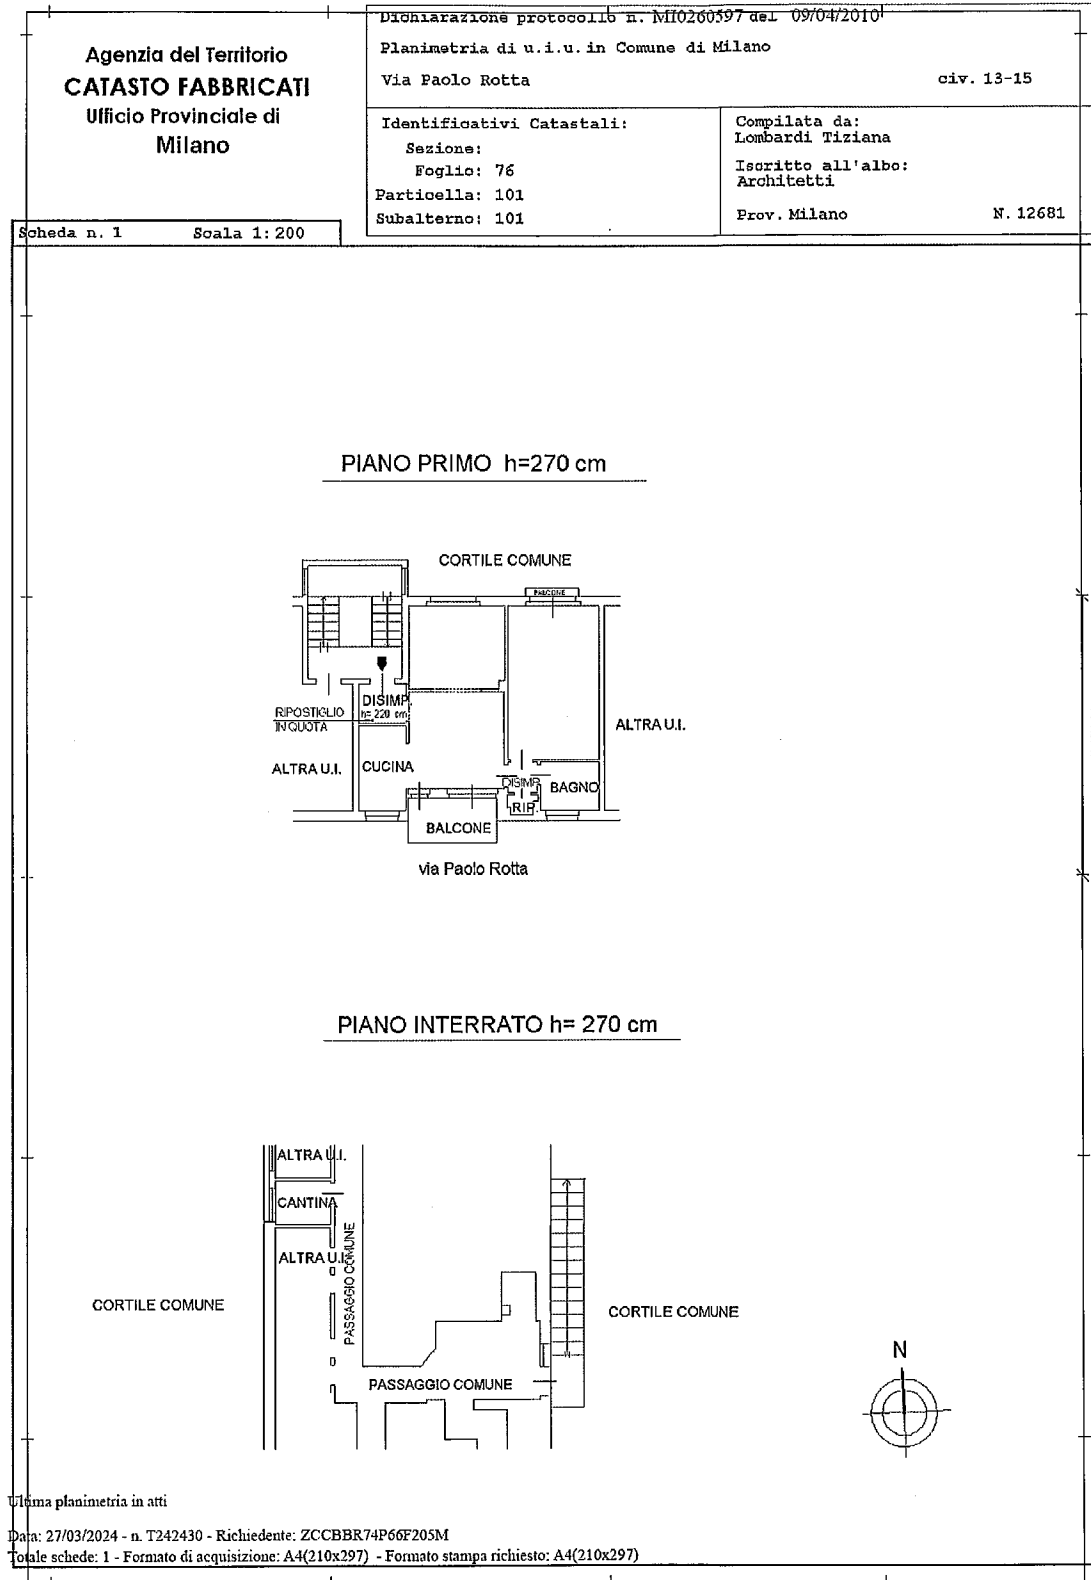 Dichiarazione protocollo n. MI0260597 del 09/04/2010
Agenzia del Territorio
CATASTO FABBRICATI
Ufficio Provinciale di
Milano
Planimetria di u.i.u. in Comune di Milano
Via Paolo Rotta civ. 13-15
Identificativi Catastali:
Sezione:
Foglio: 76
Particella: 101
Subalterno: 101
Compilata da:
Lombardi Tiziana
Iscritto all'albo:
Architetti
Prov. Milano N. 12681
Scheda n. 1 Scala 1:200
PIANO PRIMO h=270 cm
CORTILE COMUNE
BALCONE
DISIMP.
h= 220 cm
RIPOSTIGLIO
IN QUOTA
ALTRA U.I.
ALTRA U.I.
CUCINA
DISIMP.
BAGNO
RIP.
BALCONE
via Paolo Rotta
PIANO INTERRATO h= 270 cm
ALTRA U.I.
CANTINA
ALTRA U.I.
PASSAGGIO COMUNE
CORTILE COMUNE
CORTILE COMUNE
PASSAGGIO COMUNE
N
Ultima planimetria in atti
Data: 27/03/2024 - n. T242430 - Richiedente: ZCCBBR74P66F205M
Totale schede: 1 - Formato di acquisizione: A4(210x297) - Formato stampa richiesto: A4(210x297)